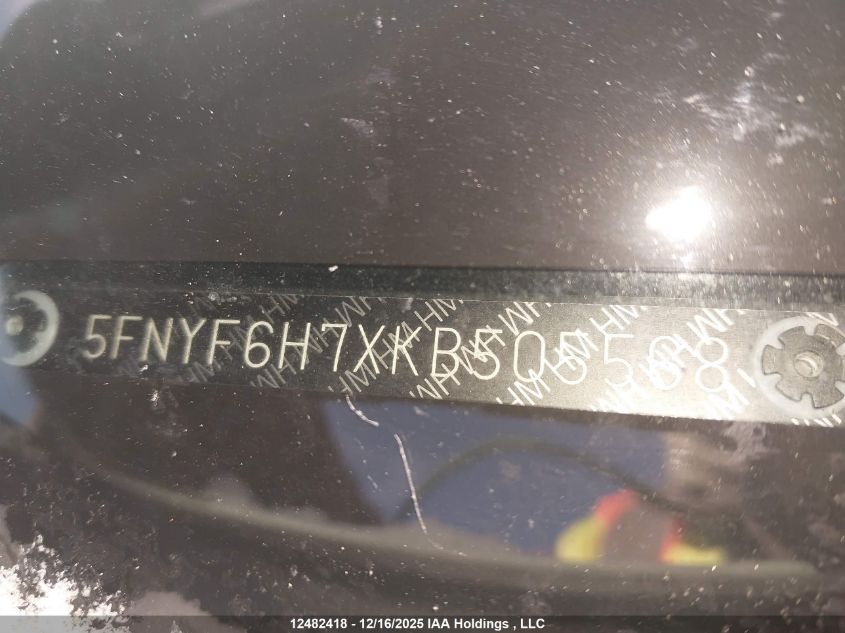 5FNYF6H7XKB505568
12482418 - 12/16/2025 IAA Holdings , LLC